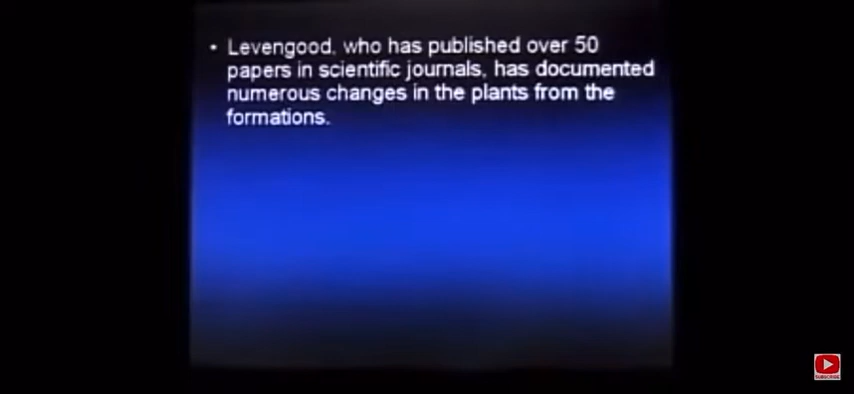 • Levengood, who has published over 50
papers in scientific journals, has documented
numerous changes in the plants from the
formations.
SUBSCRIBE